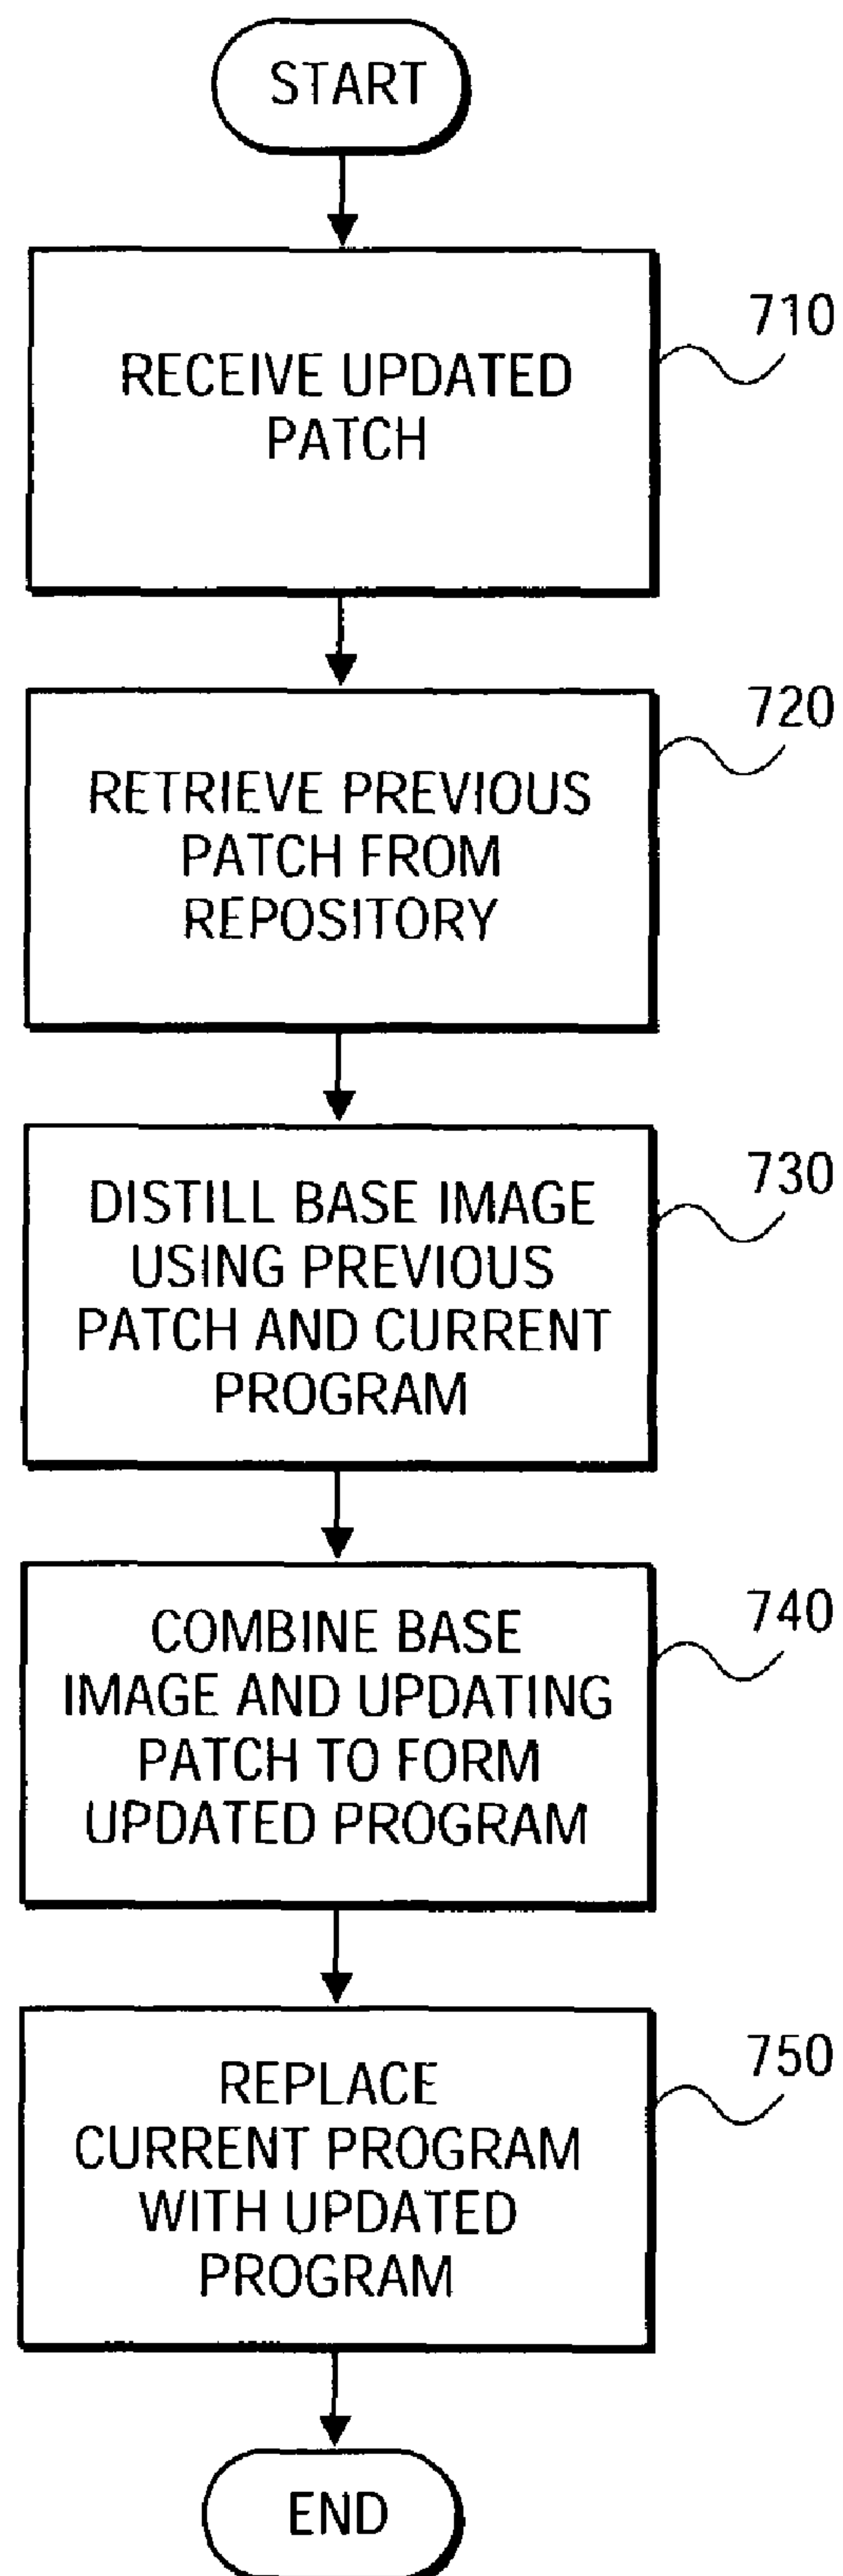 START
710
RECEIVE UPDATED
PATCH
720
RETRIEVE PREVIOUS
PATCH FROM
REPOSITORY
730
DISTILL BASE IMAGE
USING PREVIOUS
PATCH AND CURRENT
PROGRAM
740
COMBINE BASE
IMAGE AND UPDATING
PATCH TO FORM
UPDATED PROGRAM
750
REPLACE
CURRENT PROGRAM
WITH UPDATED
PROGRAM
END